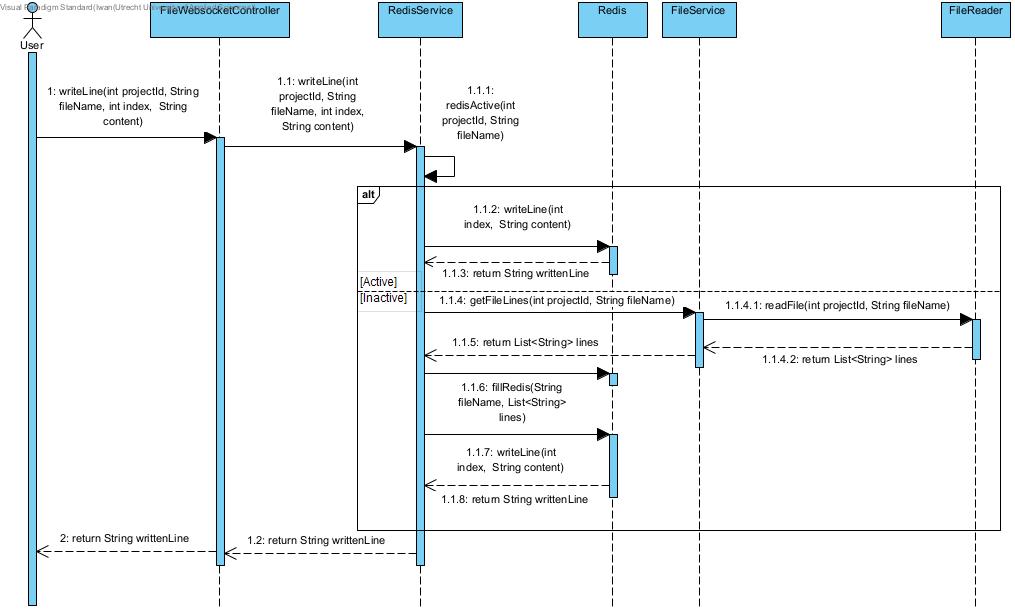 Visual Paradigm Standard(Iwan(Utrecht
FileWebsocketController
RedisService
Redis
FileService
FileReader
User
1: writeLine(int projectId, String
fileName, int index, String
content)
1.1: writeLine(int
projectId, String
fileName, int index,
String content)
1.1.1:
redisActive(int
projectId, String
fileName)
alt
1.1.2: writeLine(int
index, String content)
1.1.3: return String writtenLine
[Active]
[Inactive]
1.1.4: getFileLines(int projectId, String fileName)
1.1.4.1: readFile(int projectId, String fileName)
1.1.5: return List<String> lines
1.1.4.2: return List<String> lines
1.1.6: fillRedis(String
fileName, List<String>
lines)
1.1.7: writeLine(int
index, String content)
1.1.8: return String writtenLine
2: return String writtenLine
1.2: return String writtenLine